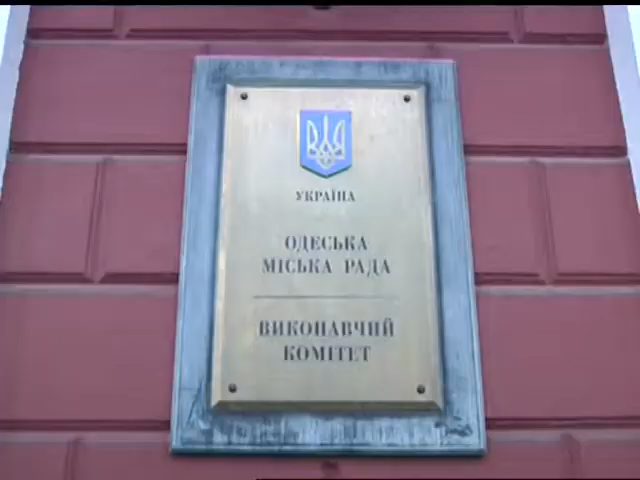 УКРАЇНА
ОДЕСЬКА
МІСЬКА РАДА
ВИКОНАВЧИЙ
КОМІТЕТ